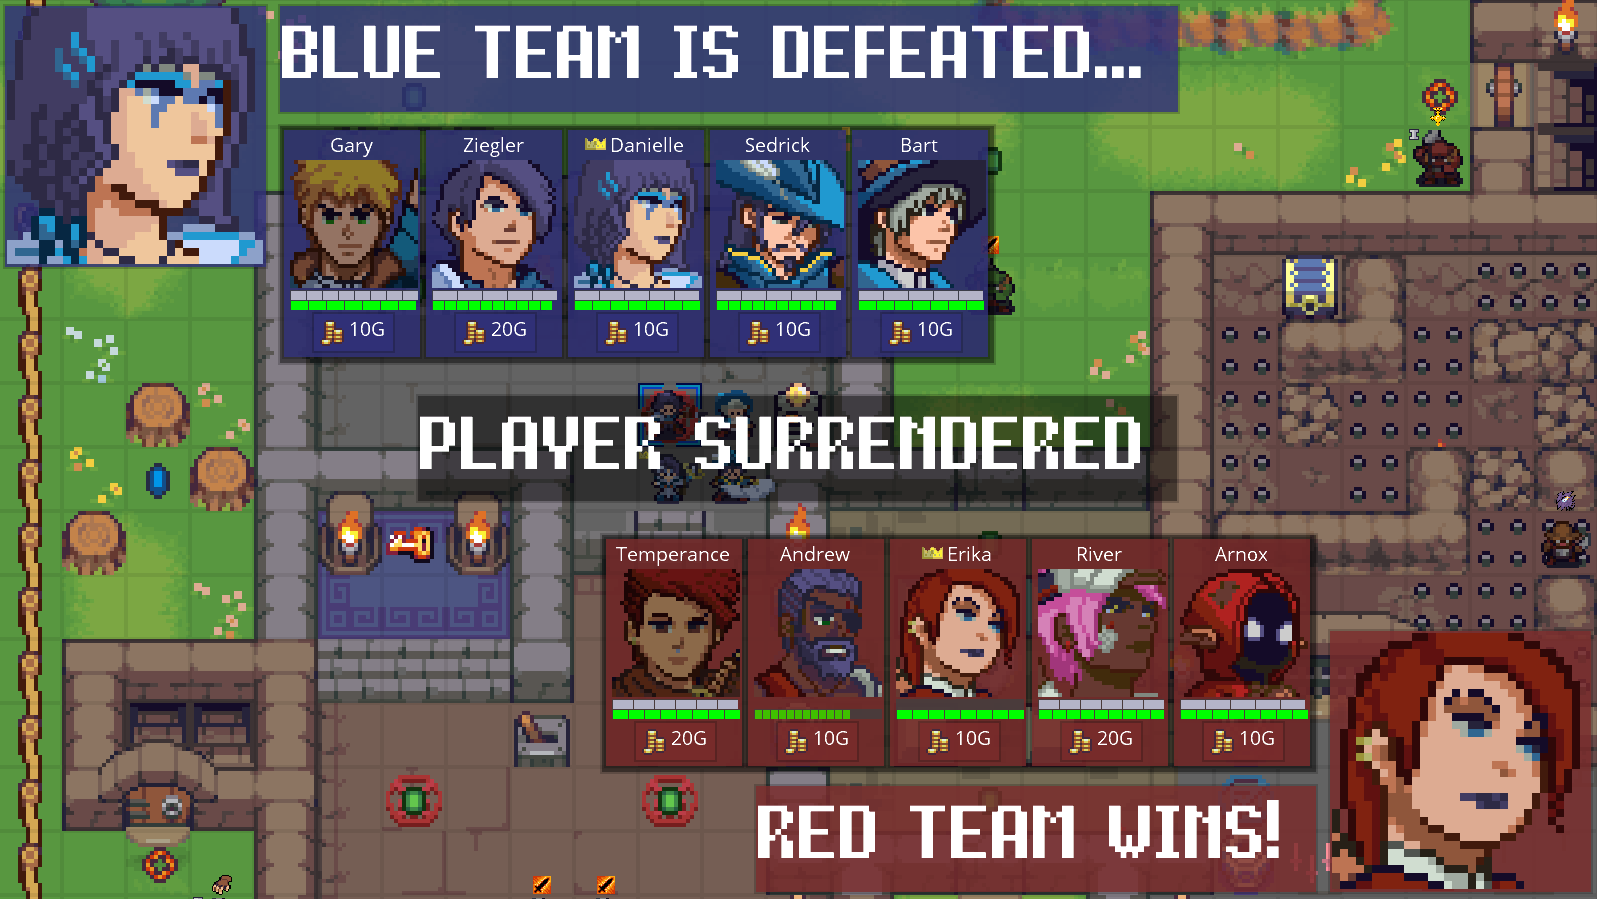 BLUE TEAM IS DEFEATED...
Gary Ziegler Danielle Sedrick Bart
10G 20G 10G 10G 10G
I
PLAYER SURRENDERED
Temperance Andrew Erika River Arnox
20G 10G 10G 20G 10G
RED TEAM WINS!